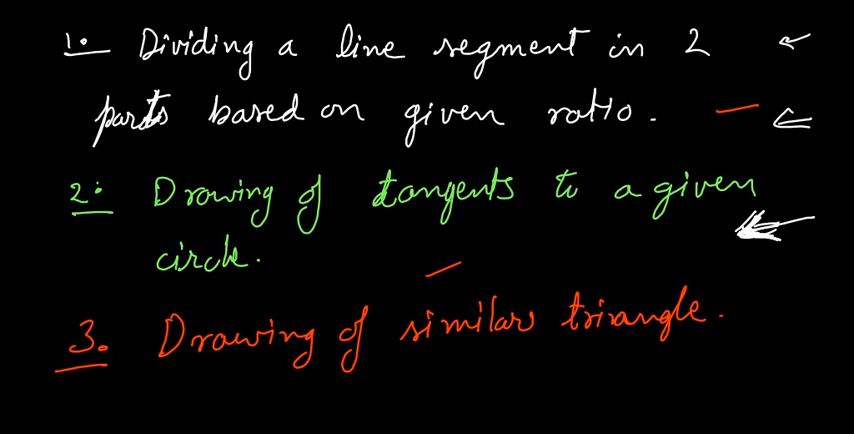 1. Dividing a line segment in 2
parts based on given ratio.
2. Drawing of tangents to a given
circle.
3. Drawing of similar triangle.